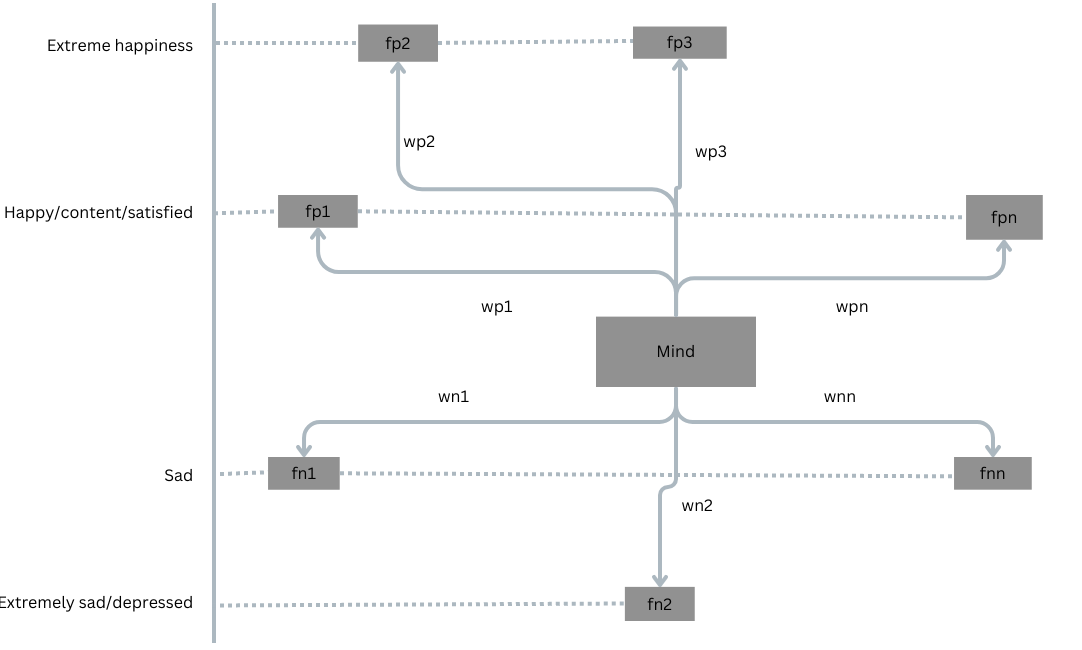 Extreme happiness
fp2
fp3
wp2
wp3
Happy/content/satisfied
fp1
fpn
wp1
wpn
Mind
wn1
wnn
Sad
fn1
fnn
wn2
Extremely sad/depressed
fn2